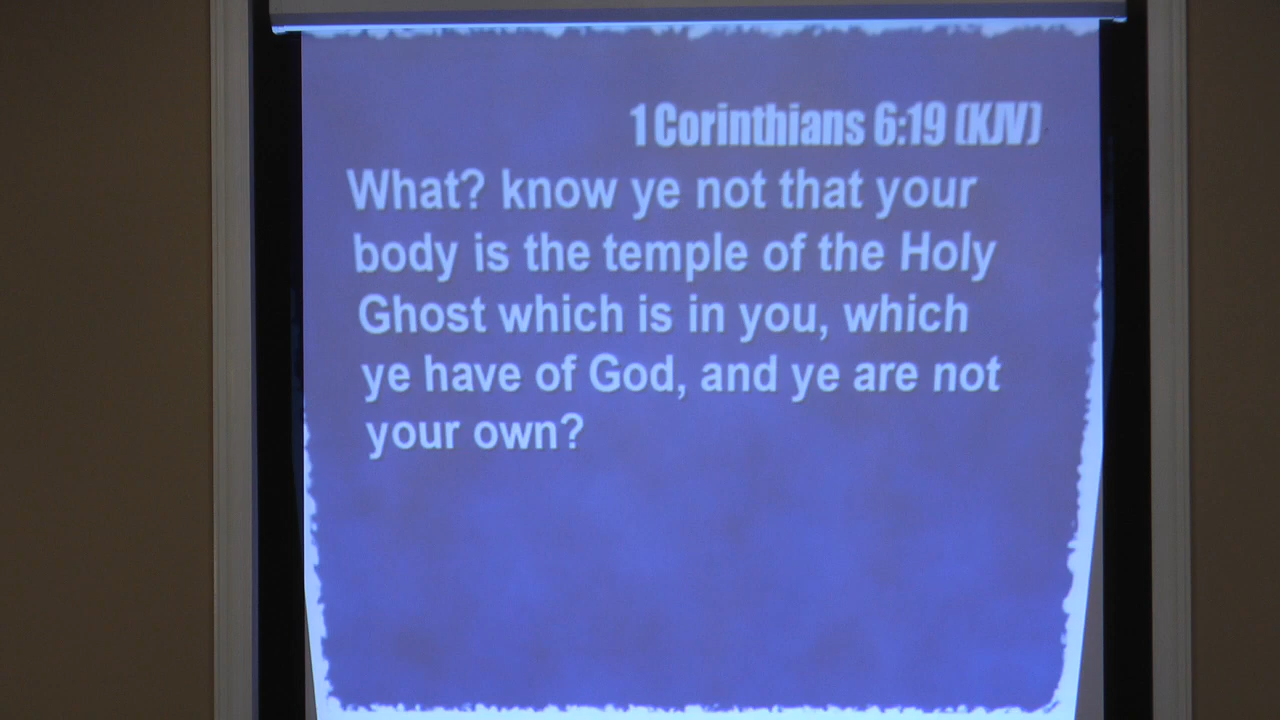 1 Corinthians 6:19 (KJV)
What? know ye not that your
body is the temple of the Holy
Ghost which is in you, which
ye have of God, and ye are not
your own?